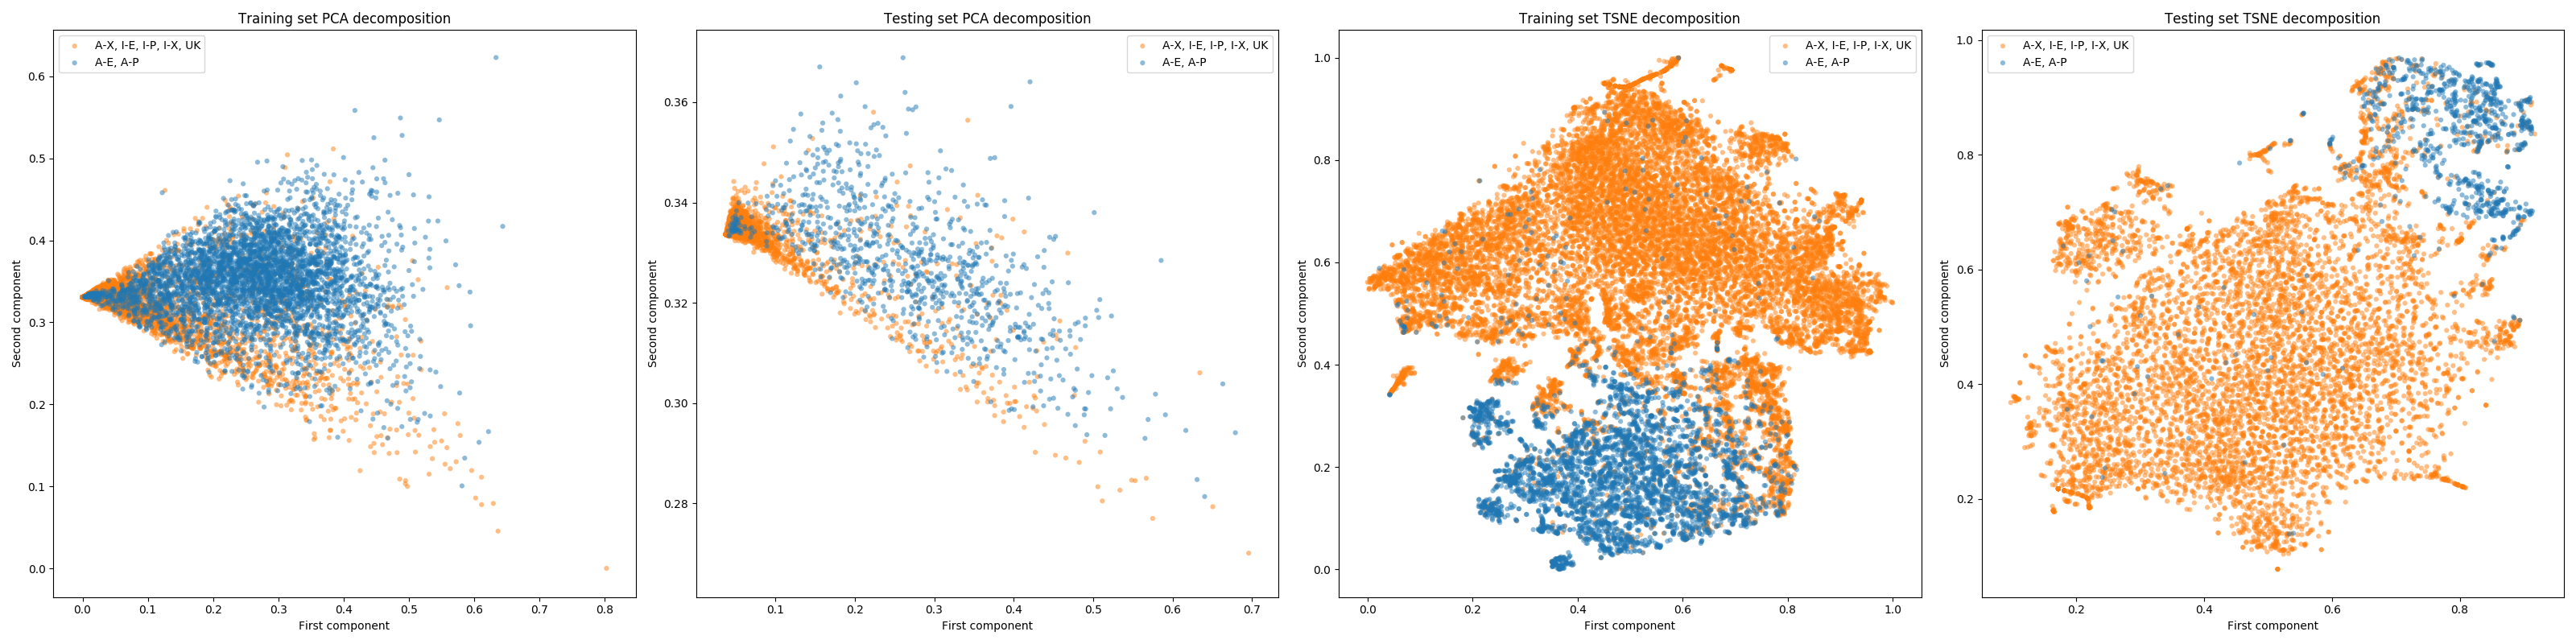 Training set PCA decomposition
A-X, I-E, I-P, I-X, UK
A-E, A-P
Second component
0.6
0.5
0.4
0.3
0.2
0.1
0.0
0.0 0.1 0.2 0.3 0.4 0.5 0.6 0.7 0.8
First component
Testing set PCA decomposition
A-X, I-E, I-P, I-X, UK
A-E, A-P
Second component
0.36
0.34
0.32
0.30
0.28
0.1 0.2 0.3 0.4 0.5 0.6 0.7
First component
Training set TSNE decomposition
A-X, I-E, I-P, I-X, UK
A-E, A-P
Second component
1.0
0.8
0.6
0.4
0.2
0.0
0.0 0.2 0.4 0.6 0.8 1.0
First component
Testing set TSNE decomposition
A-X, I-E, I-P, I-X, UK
A-E, A-P
Second component
1.0
0.8
0.6
0.4
0.2
0.2 0.4 0.6 0.8
First component